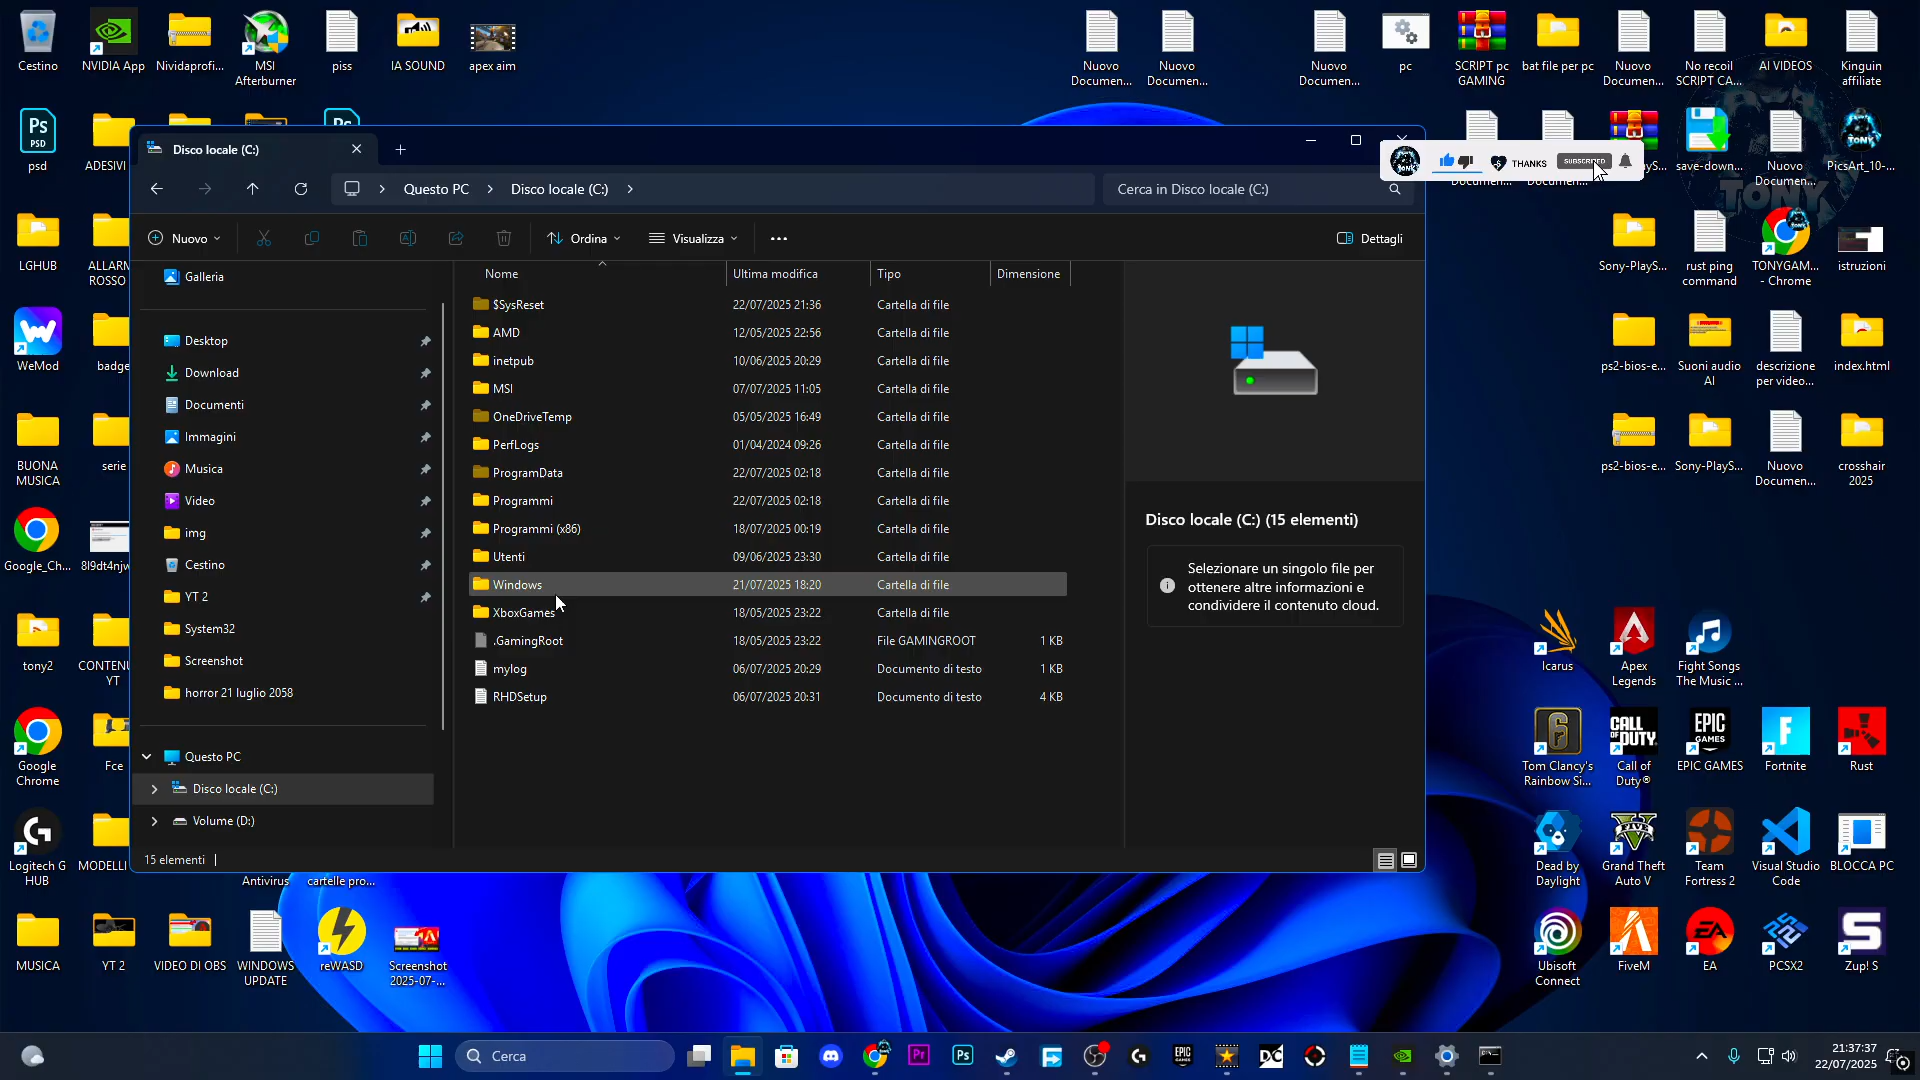 Cestino
NVIDIA App
Nividaprofi...
MSI
Afterburner
piss
IA SOUND
apex aim
Nuovo
Documen...
Nuovo
Documen...
Nuovo
Documen...
pc
SCRIPT pc
GAMING
bat file per pc
Nuovo
Documen...
No recoil
SCRIPT CA...
AI VIDEOS
Kinguin
affiliate
Ps
PSD
psd
ADESIVI
Disco locale (C:)
THANKS
SUBSCRIBED
save-down...
Nuovo
Documen...
PicsArt_10-...
TONY
Questo PC
Disco locale (C:)
Cerca in Disco locale (C:)
Nuovo
Ordina
Visualizza
Dettagli
LGHUB
ALLARM
ROSSO
Sony-PlayS...
rust ping
command
TONYGAM...
- Chrome
istruzioni
Galleria
Desktop
Download
Documenti
Immagini
Musica
Video
img
Cestino
YT 2
System32
Screenshot
horror 21 luglio 2058
Questo PC
Disco locale (C:)
Volume (D:)
Nome
Ultima modifica
Tipo
Dimensione
$SysReset 22/07/2025 21:36 Cartella di file
AMD 12/05/2025 22:56 Cartella di file
inetpub 10/06/2025 20:29 Cartella di file
MSI 07/07/2025 11:05 Cartella di file
OneDriveTemp 05/05/2025 16:49 Cartella di file
PerfLogs 01/04/2024 09:26 Cartella di file
ProgramData 22/07/2025 02:18 Cartella di file
Programmi 22/07/2025 02:18 Cartella di file
Programmi (x86) 18/07/2025 00:19 Cartella di file
Utenti 09/06/2025 23:30 Cartella di file
Windows 21/07/2025 18:20 Cartella di file
XboxGames 18/05/2025 23:22 Cartella di file
.GamingRoot 18/05/2025 23:22 File GAMINGROOT 1 KB
mylog 06/07/2025 20:29 Documento di testo 1 KB
RHDSetup 06/07/2025 20:31 Documento di testo 4 KB
Disco locale (C:) (15 elementi)
Selezionare un singolo file per
ottenere altre informazioni e
condividere il contenuto cloud.
15 elementi
WeMod
badge
ps2-bios-e...
Suoni audio
AI
descrizione
per video...
index.html
BUONA
MUSICA
serie
ps2-bios-e...
Sony-PlayS...
Nuovo
Documen...
crosshair
2025
Google_Ch...
8l9dt4njw
tony2
CONTENU
YT
Icarus
Apex
Legends
Fight Songs
The Music ...
Google
Chrome
Fce
Tom Clancy's
Rainbow Si...
CALL OF
DUTY
Call of
Duty®
EPIC
GAMES
EPIC GAMES
Fortnite
Rust
Logitech G
HUB
MODELLI
Antivirus
cartelle pro...
Dead by
Daylight
Grand Theft
Auto V
Team
Fortress 2
Visual Studio
Code
BLOCCA PC
MUSICA
YT 2
VIDEO DI OBS
WINDOWS
UPDATE
reWASD
Screenshot
2025-07-...
Ubisoft
Connect
FiveM
EA
EA
PCSX2
Zup! S
Cerca
Pr
Ps
EPIC
GAMES
DC
21:37:37
22/07/2025